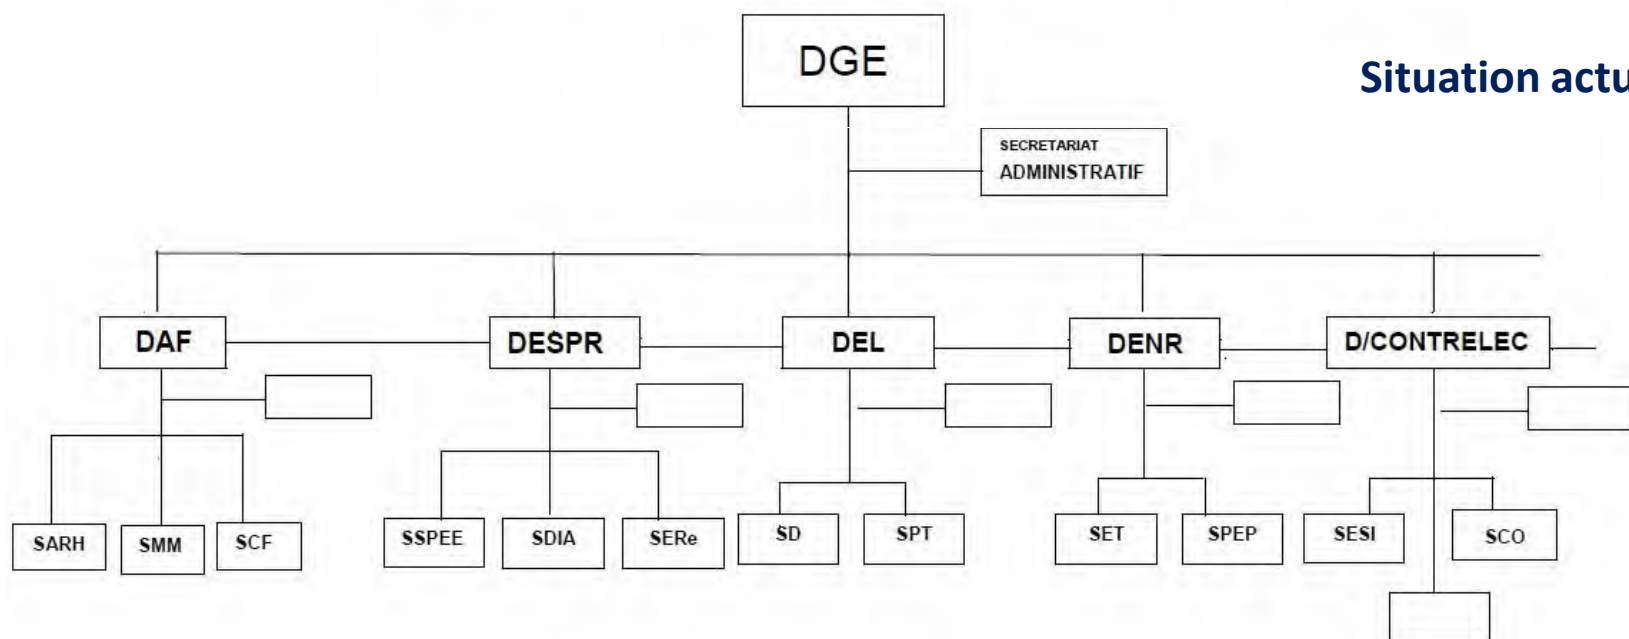 DGE
Situation actu
SECRETARIAT
ADMINISTRATIF
DAF
DESPR
DEL
DENR
D/CONTRELEC
SARH
SMM
SCF
SSPEE
SDIA
SERe
SD
SPT
SET
SPEP
SESI
SCO